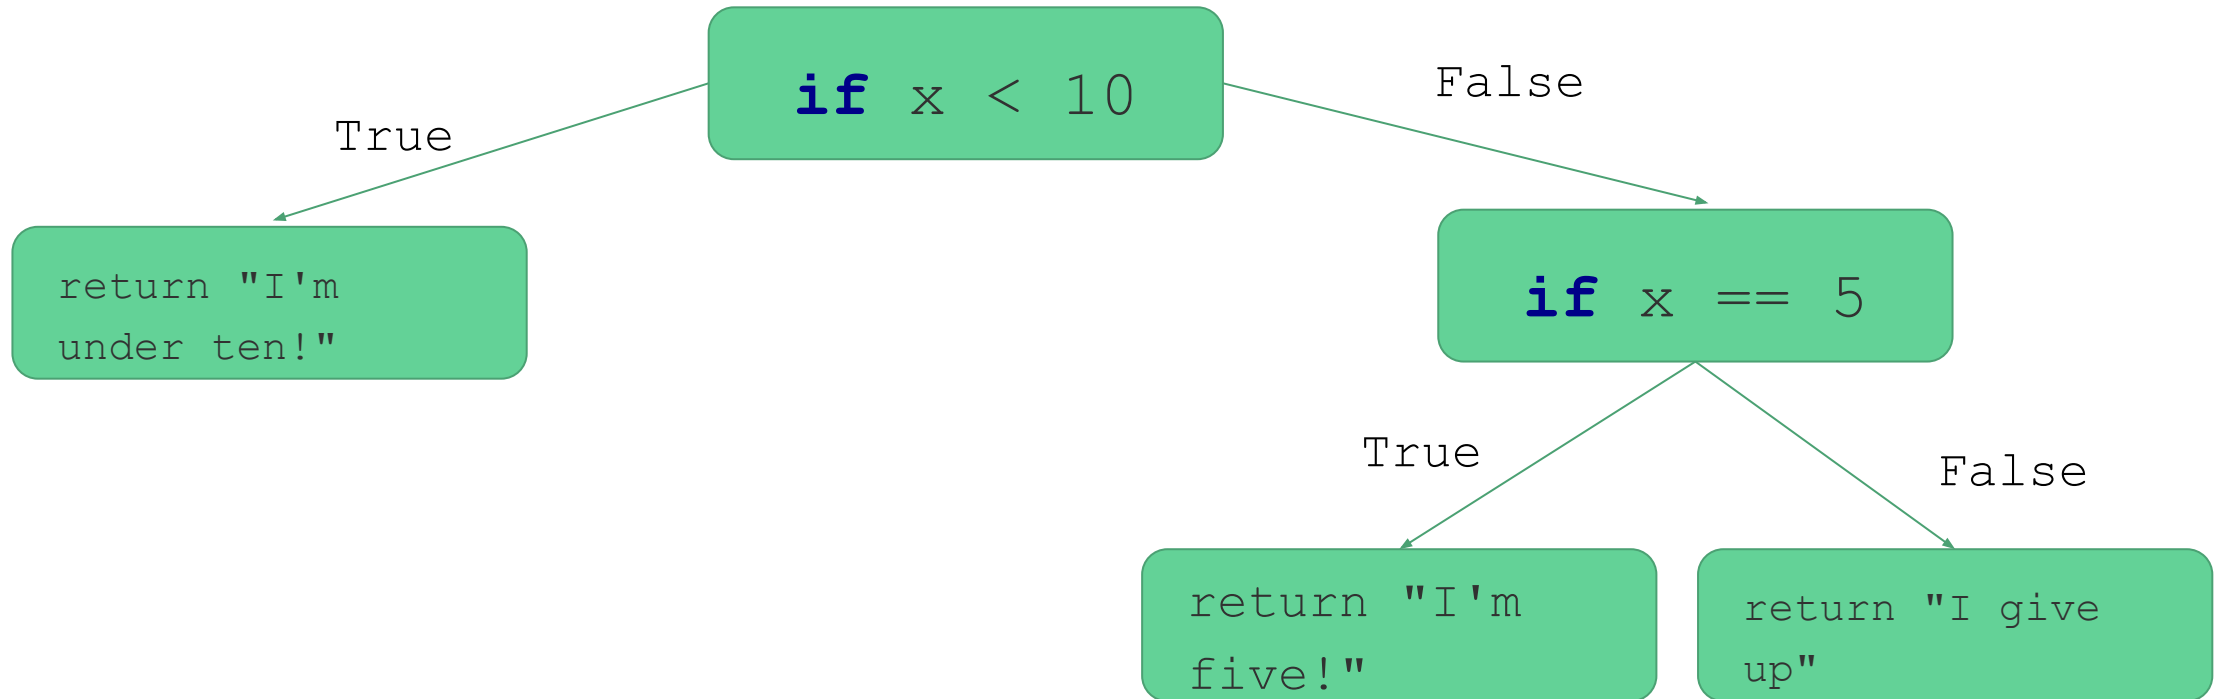 if x < 10
False
True
return "I'm
under ten!"
if x == 5
True
False
return "I'm
five!"
return "I give
up"